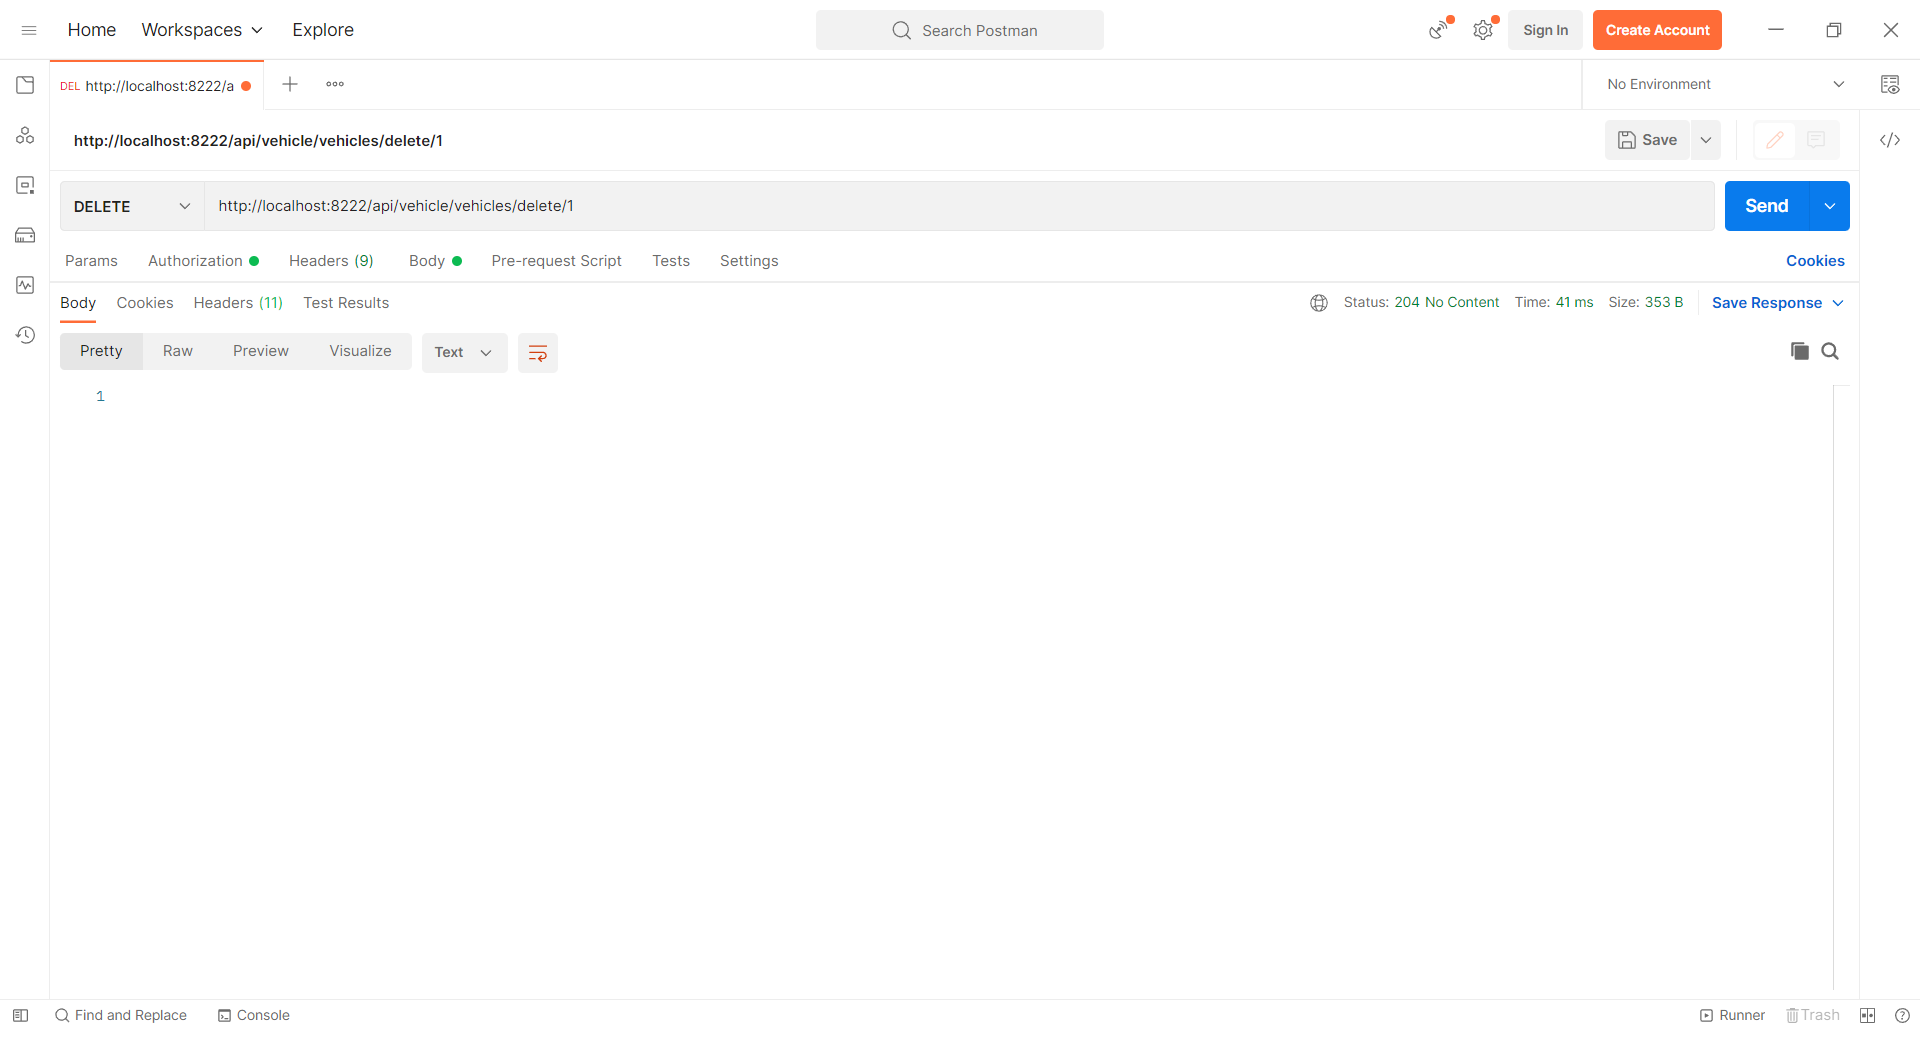 Home Workspaces Explore Search Postman Sign In Create Account
DEL http://localhost:8222/a No Environment
http://localhost:8222/api/vehicle/vehicles/delete/1 Save
DELETE http://localhost:8222/api/vehicle/vehicles/delete/1 Send
Params Authorization Headers (9) Body Pre-request Script Tests Settings Cookies
Body Cookies Headers (11) Test Results Status: 204 No Content Time: 41 ms Size: 353 B Save Response
Pretty Raw Preview Visualize Text
1
Find and Replace Console Runner Trash